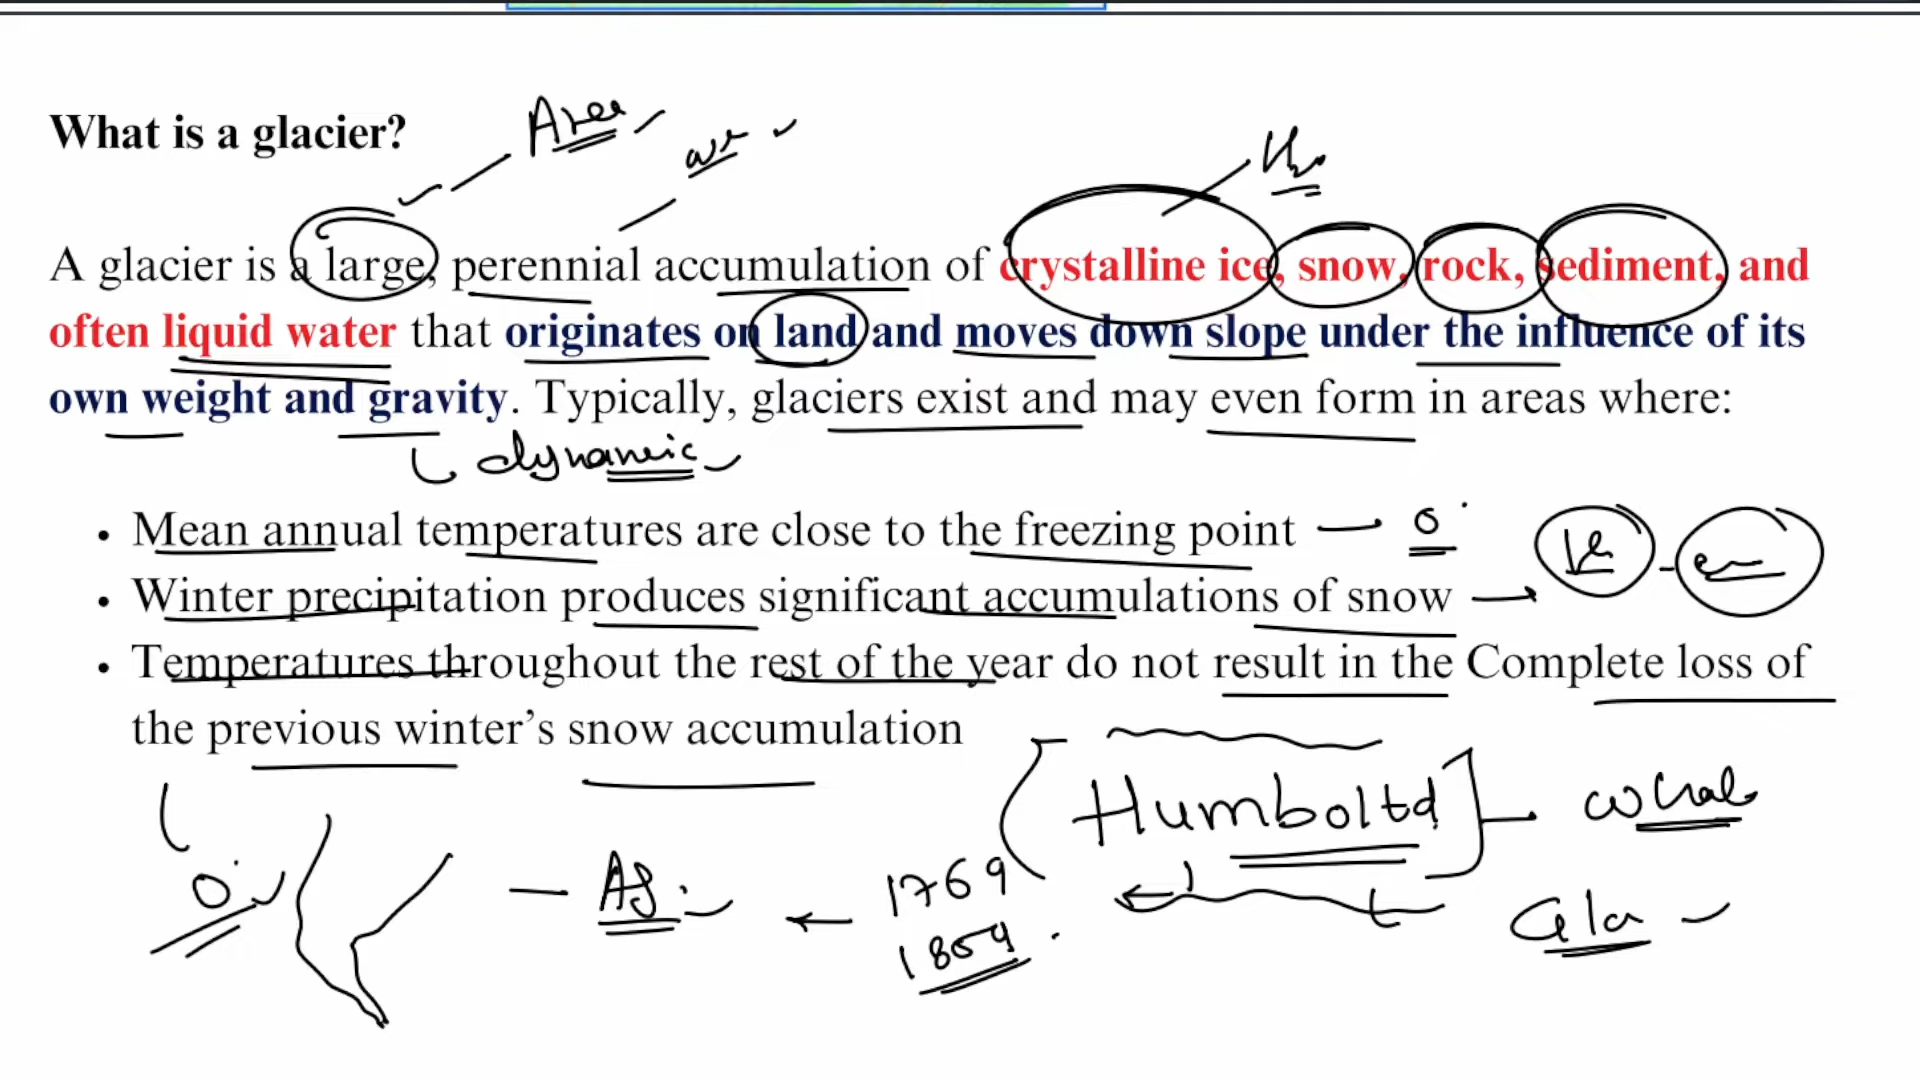 What is a glacier?
Area
wt
A glacier is a large, perennial accumulation of crystalline ice, snow, rock, sediment, and
often liquid water that originates on land and moves down slope under the influence of its
own weight and gravity. Typically, glaciers exist and may even form in areas where:
dynamic
• Mean annual temperatures are close to the freezing point — 0°
• Winter precipitation produces significant accumulations of snow
• Temperatures throughout the rest of the year do not result in the Complete loss of
the previous winter’s snow accumulation
Humboltd
1769
1859
0°